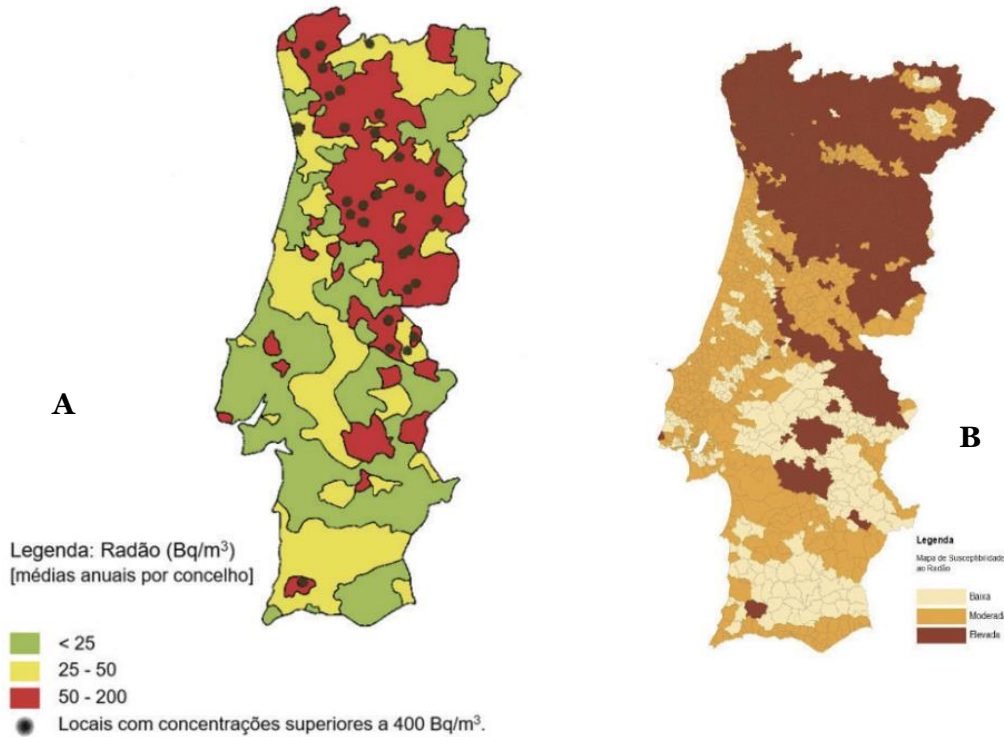 A
B
Legenda: Radão (Bq/m³)
[médias anuais por concelho]
< 25
25 - 50
50 - 200
Locais com concentrações superiores a 400 Bq/m³.
Legenda
Mapa de Susceptibilidade
ao Radão
Baixa
Moderada
Elevada